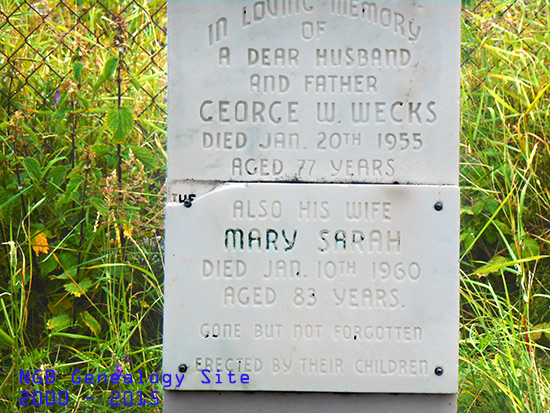 IN LOVING MEMORY
OF
A DEAR HUSBAND
AND FATHER
GEORGE W. WECKS
DIED JAN. 20TH 1955
AGED 77 YEARS
ALSO HIS WIFE
MARY SARAH
DIED JAN. 10TH 1960
AGED 83 YEARS.
GONE BUT NOT FORGOTTEN
ERECTED BY THEIR CHILDREN
NGB Genealogy Site
2000 - 2015